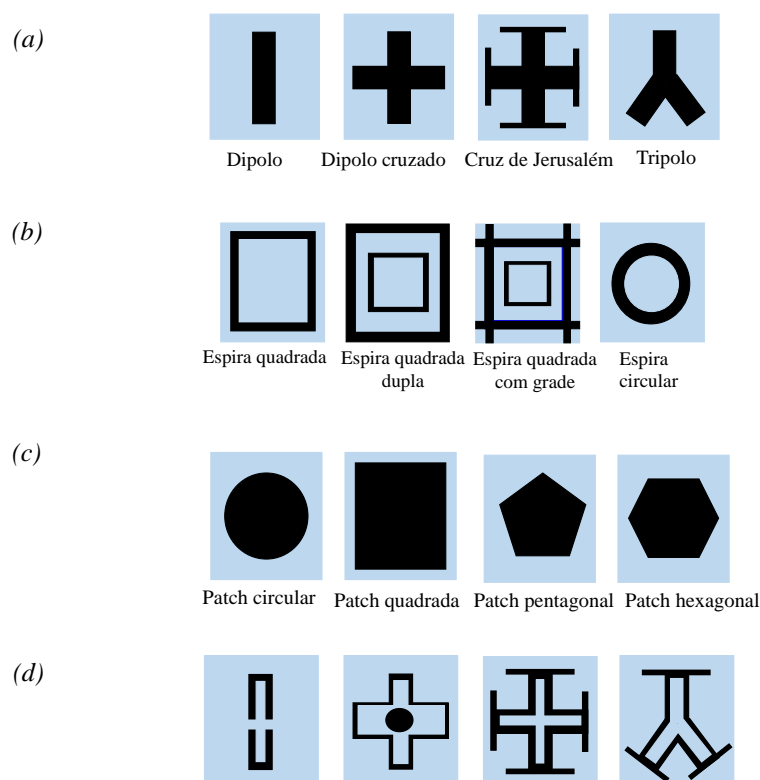 (a)
Dipolo Dipolo cruzado Cruz de Jerusalém Tripolo
(b)
Espira quadrada Espira quadrada Espira quadrada Espira
dupla com grade circular
(c)
Patch circular Patch quadrada Patch pentagonal Patch hexagonal
(d)